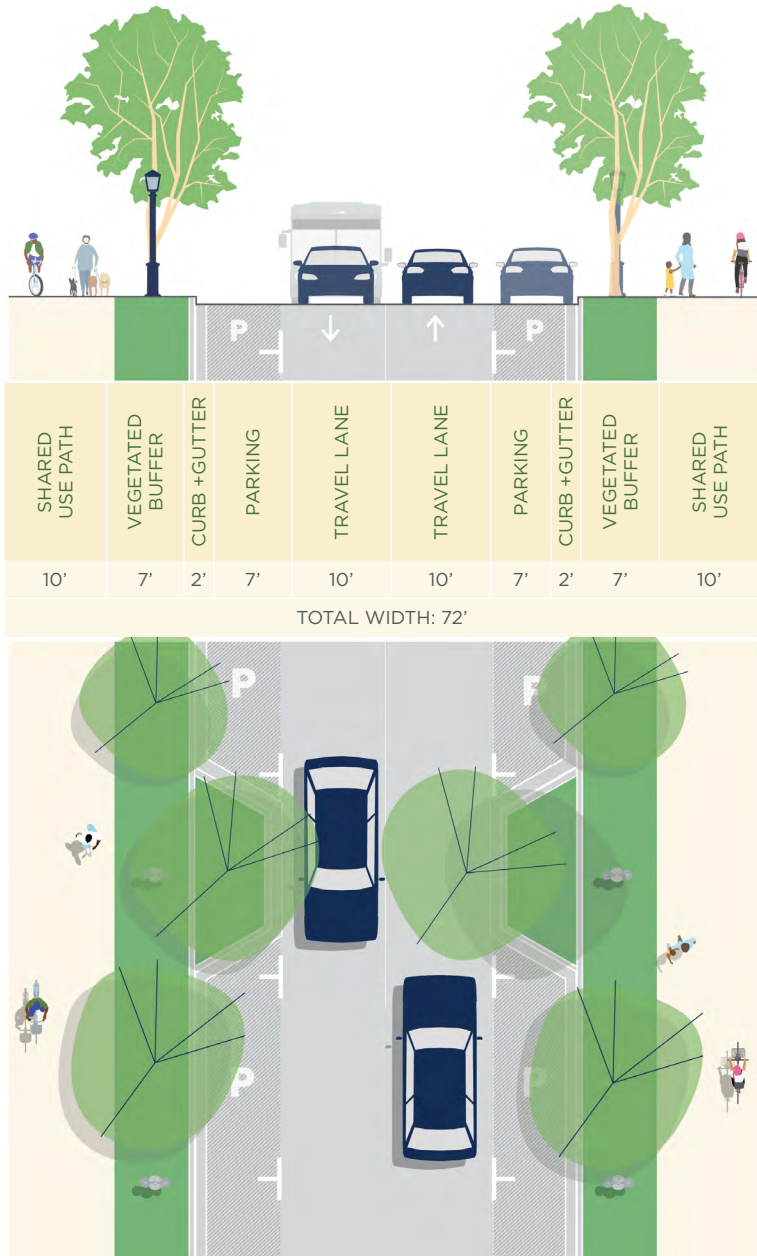 P
P
SHARED
USE PATH
VEGETATED
BUFFER
CURB +GUTTER
PARKING
TRAVEL LANE
TRAVEL LANE
PARKING
CURB +GUTTER
VEGETATED
BUFFER
SHARED
USE PATH
10’ 7’ 2’ 7’ 10’ 10’ 7’ 2’ 7’ 10’
TOTAL WIDTH: 72’
P
P
P
P